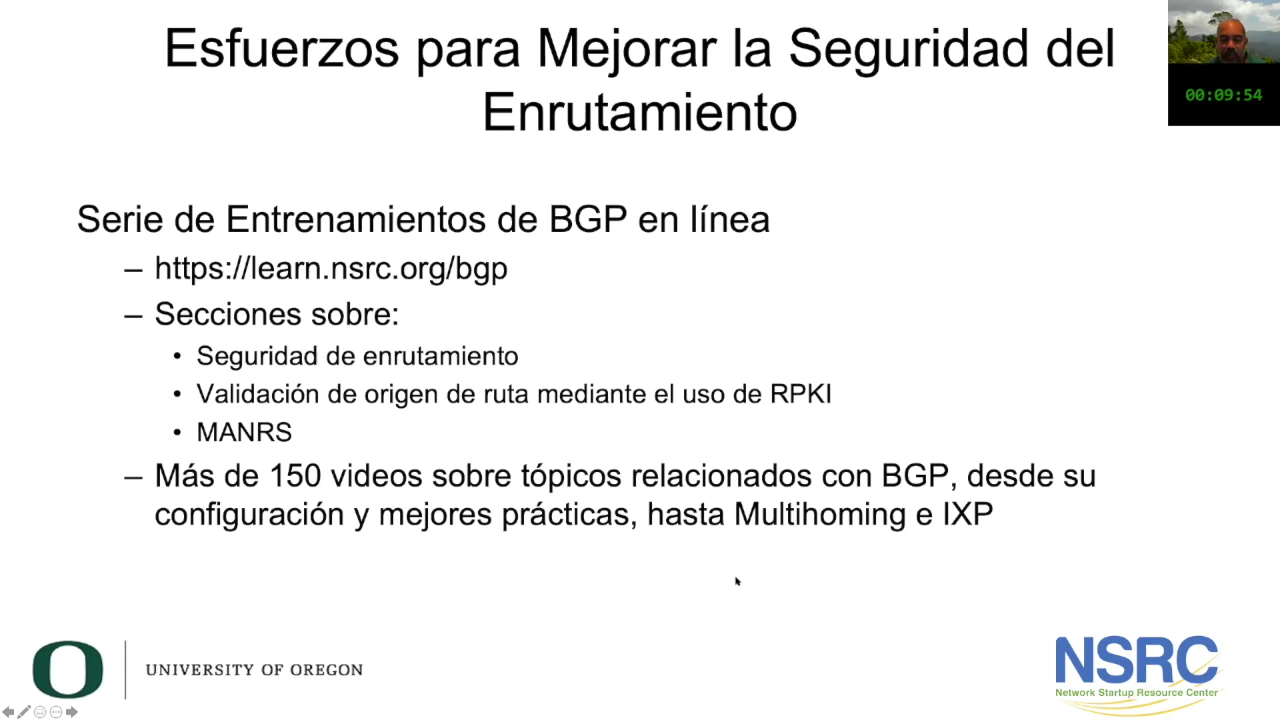 Esfuerzos para Mejorar la Seguridad del
Enrutamiento
00:09:54
Serie de Entrenamientos de BGP en línea
– https://learn.nsrc.org/bgp
– Secciones sobre:
• Seguridad de enrutamiento
• Validación de origen de ruta mediante el uso de RPKI
• MANRS
– Más de 150 videos sobre tópicos relacionados con BGP, desde su
configuración y mejores prácticas, hasta Multihoming e IXP
O
UNIVERSITY OF OREGON
NSRC
Network Startup Resource Center